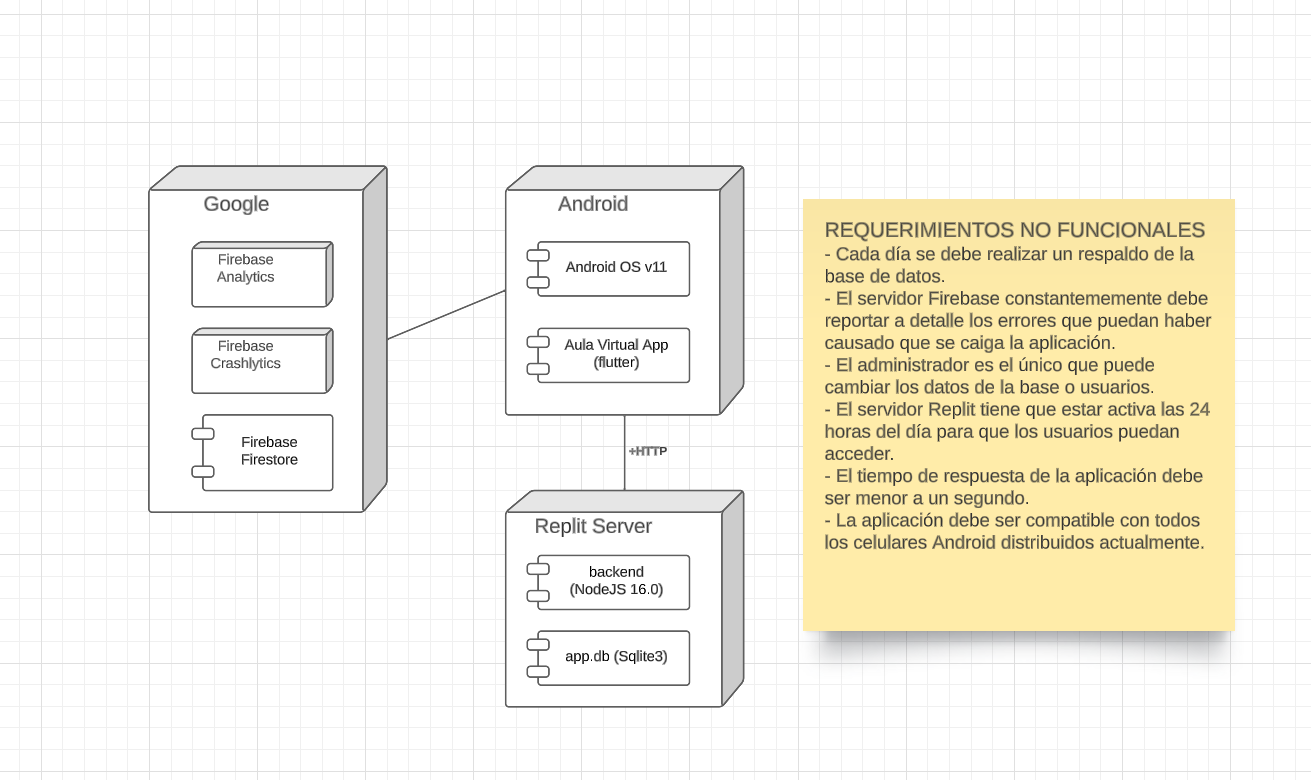 Google
Firebase
Analytics
Firebase
Crashlytics
Firebase
Firestore
Android
Android OS v11
Aula Virtual App
(flutter)
+HTTP
Replit Server
backend
(NodeJS 16.0)
app.db (Sqlite3)
REQUERIMIENTOS NO FUNCIONALES
- Cada día se debe realizar un respaldo de la
base de datos.
- El servidor Firebase constantememente debe
reportar a detalle los errores que puedan haber
causado que se caiga la aplicación.
- El administrador es el único que puede
cambiar los datos de la base o usuarios.
- El servidor Replit tiene que estar activa las 24
horas del día para que los usuarios puedan
acceder.
- El tiempo de respuesta de la aplicación debe
ser menor a un segundo.
- La aplicación debe ser compatible con todos
los celulares Android distribuidos actualmente.